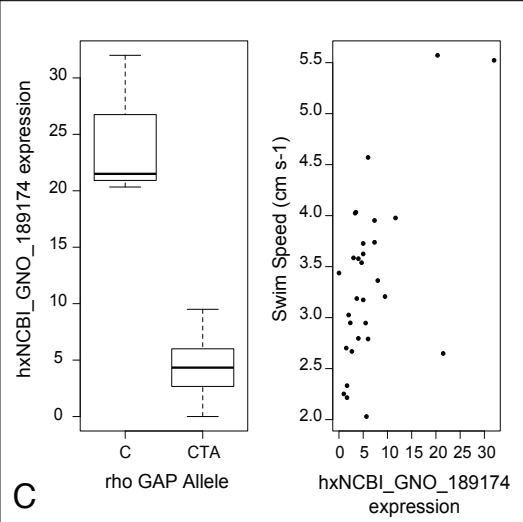 hxNCBI_GNO_189174 expression
30
25
20
15
10
5
0
C
CTA
rho GAP Allele
Swim Speed (cm s-1)
5.5
5.0
4.5
4.0
3.5
3.0
2.5
2.0
0 5 10 15 20 25 30
hxNCBI_GNO_189174
expression
C